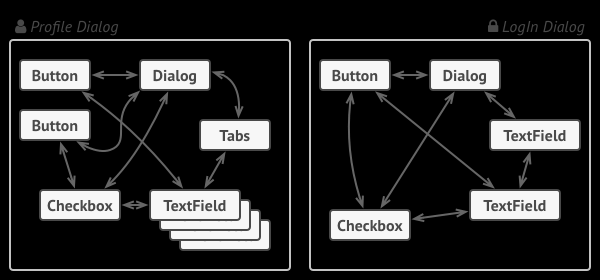 Profile Dialog
Button
Dialog
Button
Tabs
Checkbox
TextField
LogIn Dialog
Button
Dialog
TextField
TextField
Checkbox